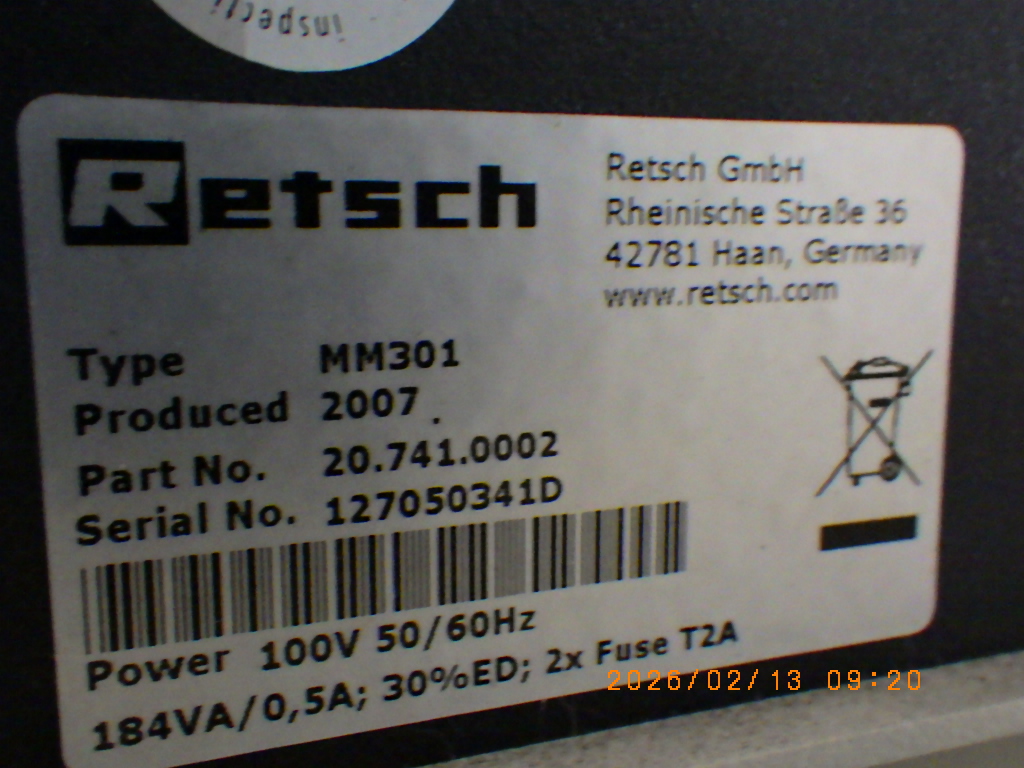 inspecti
Retsch
Retsch GmbH
Rheinische Straße 36
42781 Haan, Germany
www.retsch.com
Type MM301
Produced 2007 .
Part No. 20.741.0002
Serial No. 127050341D
Power 100V 50/60Hz
184VA/0,5A; 30%ED; 2x Fuse T2A
2026/02/13 09:20